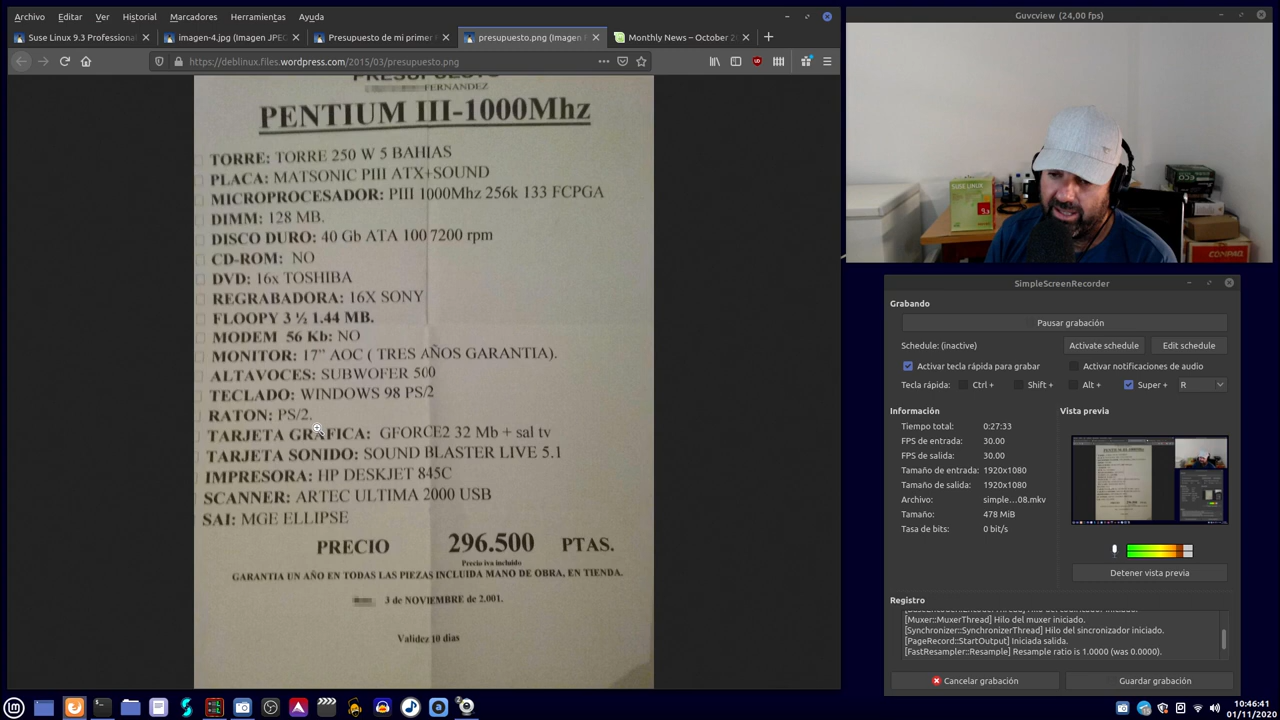 Archivo Editar Ver Historial Marcadores Herramientas Ayuda
Suse Linux 9.3 Professiona
imagen-4.jpg (Imagen JPEG
Presupuesto de mi primer
presupuesto.png (Imagen
Monthly News – October 20
https://deblinux.files.wordpress.com/2015/03/presupuesto.png
PRESUPUESTO
FERNANDEZ
PENTIUM III-1000Mhz
TORRE: TORRE 250 W 5 BAHIAS
PLACA: MATSONIC PIII ATX+SOUND
MICROPROCESADOR: PIII 1000Mhz 256k 133 FCPGA
DIMM: 128 MB.
DISCO DURO: 40 Gb ATA 100 7200 rpm
CD-ROM: NO
DVD: 16x TOSHIBA
REGRABADORA: 16X SONY
FLOOPY 3 ½ 1.44 MB.
MODEM 56 Kb: NO
MONITOR: 17" AOC ( TRES AÑOS GARANTIA).
ALTAVOCES: SUBWOFER 500
TECLADO: WINDOWS 98 PS/2
RATON: PS/2.
TARJETA GRAFICA: GFORCE2 32 Mb + sal tv
TARJETA SONIDO: SOUND BLASTER LIVE 5.1
IMPRESORA: HP DESKJET 845C
SCANNER: ARTEC ULTIMA 2000 USB
SAI: MGE ELLIPSE
PRECIO 296.500 PTAS.
Precio iva incluido
GARANTIA UN AÑO EN TODAS LAS PIEZAS INCLUIDA MANO DE OBRA, EN TIENDA.
3 de NOVIEMBRE de 2.001.
Validez 10 dias
Guvcview (24,00 fps)
SUSE LINUX
9.3
COMPAQ
SimpleScreenRecorder
Grabando
Pausar grabación
Schedule: (inactive)
Activate schedule
Edit schedule
Activar tecla rápida para grabar
Activar notificaciones de audio
Tecla rápida: Ctrl + Shift + Alt + Super + R
Información
Tiempo total: 0:27:33
FPS de entrada: 30.00
FPS de salida: 30.00
Tamaño de entrada: 1920x1080
Tamaño de salida: 1920x1080
Archivo: simple…08.mkv
Tamaño: 478 MiB
Tasa de bits: 0 bit/s
Vista previa
Detener vista previa
Registro
[Muxer::MuxerThread] Hilo del muxer iniciado.
[Synchronizer::SynchronizerThread] Hilo del sincronizador iniciado.
[PageRecord::StartOutput] Iniciada salida.
[FastResampler::Resample] Resample ratio is 1.0000 (was 0.0000).
Cancelar grabación
Guardar grabación
10:46:41
01/11/2020